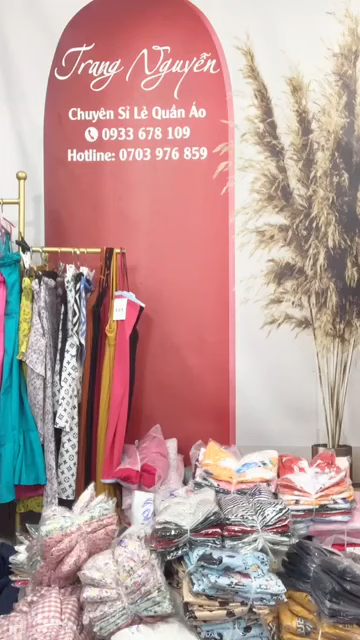 Trang Nguyễn
Chuyên Sỉ Lẻ Quần Áo
0933 678 109
Hotline: 0703 976 859